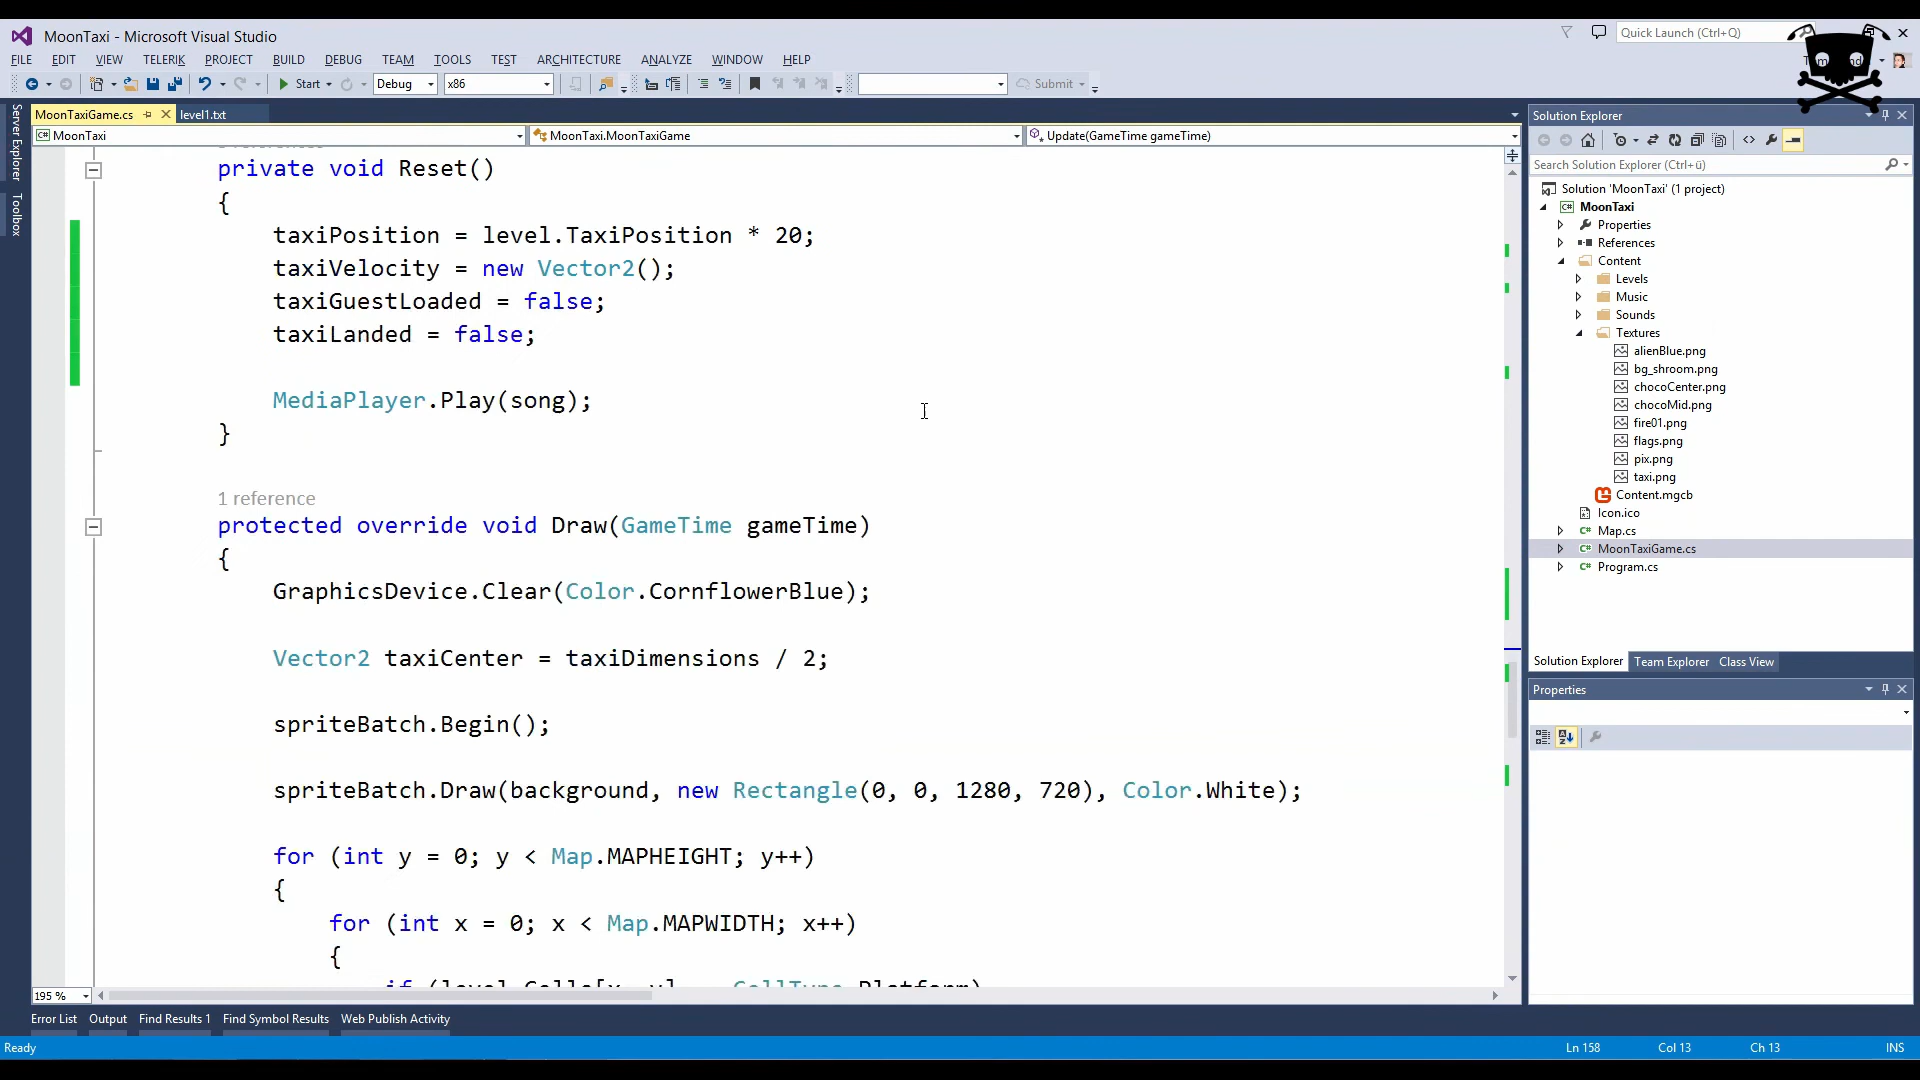 MoonTaxi - Microsoft Visual Studio
Quick Launch (Ctrl+Q)
FILE EDIT VIEW TELERIK PROJECT BUILD DEBUG TEAM TOOLS TEST ARCHITECTURE ANALYZE WINDOW HELP
Start Debug x86 Submit
MoonTaxiGame.cs level1.txt
MoonTaxi MoonTaxi.MoonTaxiGame Update(GameTime gameTime)
Server Explorer
Toolbox
private void Reset()
{
taxiPosition = level.TaxiPosition * 20;
taxiVelocity = new Vector2();
taxiGuestLoaded = false;
taxiLanded = false;
MediaPlayer.Play(song);
}
1 reference
protected override void Draw(GameTime gameTime)
{
GraphicsDevice.Clear(Color.CornflowerBlue);
Vector2 taxiCenter = taxiDimensions / 2;
spriteBatch.Begin();
spriteBatch.Draw(background, new Rectangle(0, 0, 1280, 720), Color.White);
for (int y = 0; y < Map.MAPHEIGHT; y++)
{
for (int x = 0; x < Map.MAPWIDTH; x++)
{
195 %
Solution Explorer
Search Solution Explorer (Ctrl+ü)
Solution 'MoonTaxi' (1 project)
MoonTaxi
Properties
References
Content
Levels
Music
Sounds
Textures
alienBlue.png
bg_shroom.png
chocoCenter.png
chocoMid.png
fire01.png
flags.png
pix.png
taxi.png
Content.mgcb
Icon.ico
Map.cs
MoonTaxiGame.cs
Program.cs
Solution Explorer Team Explorer Class View
Properties
Error List Output Find Results 1 Find Symbol Results Web Publish Activity
Ready Ln 158 Col 13 Ch 13 INS